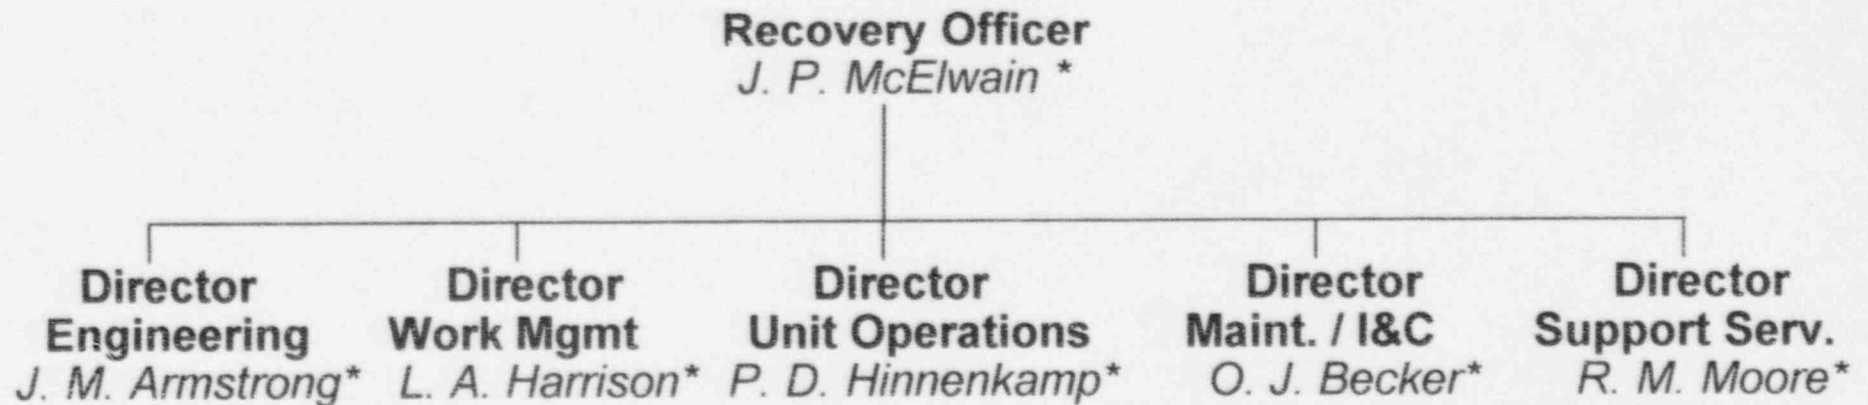 Recovery Officer
J. P. McElwain *
Director
Engineering
J. M. Armstrong*
Director
Work Mgmt
L. A. Harrison*
Director
Unit Operations
P. D. Hinnenkamp*
Director
Maint. / I&C
O. J. Becker*
Director
Support Serv.
R. M. Moore*